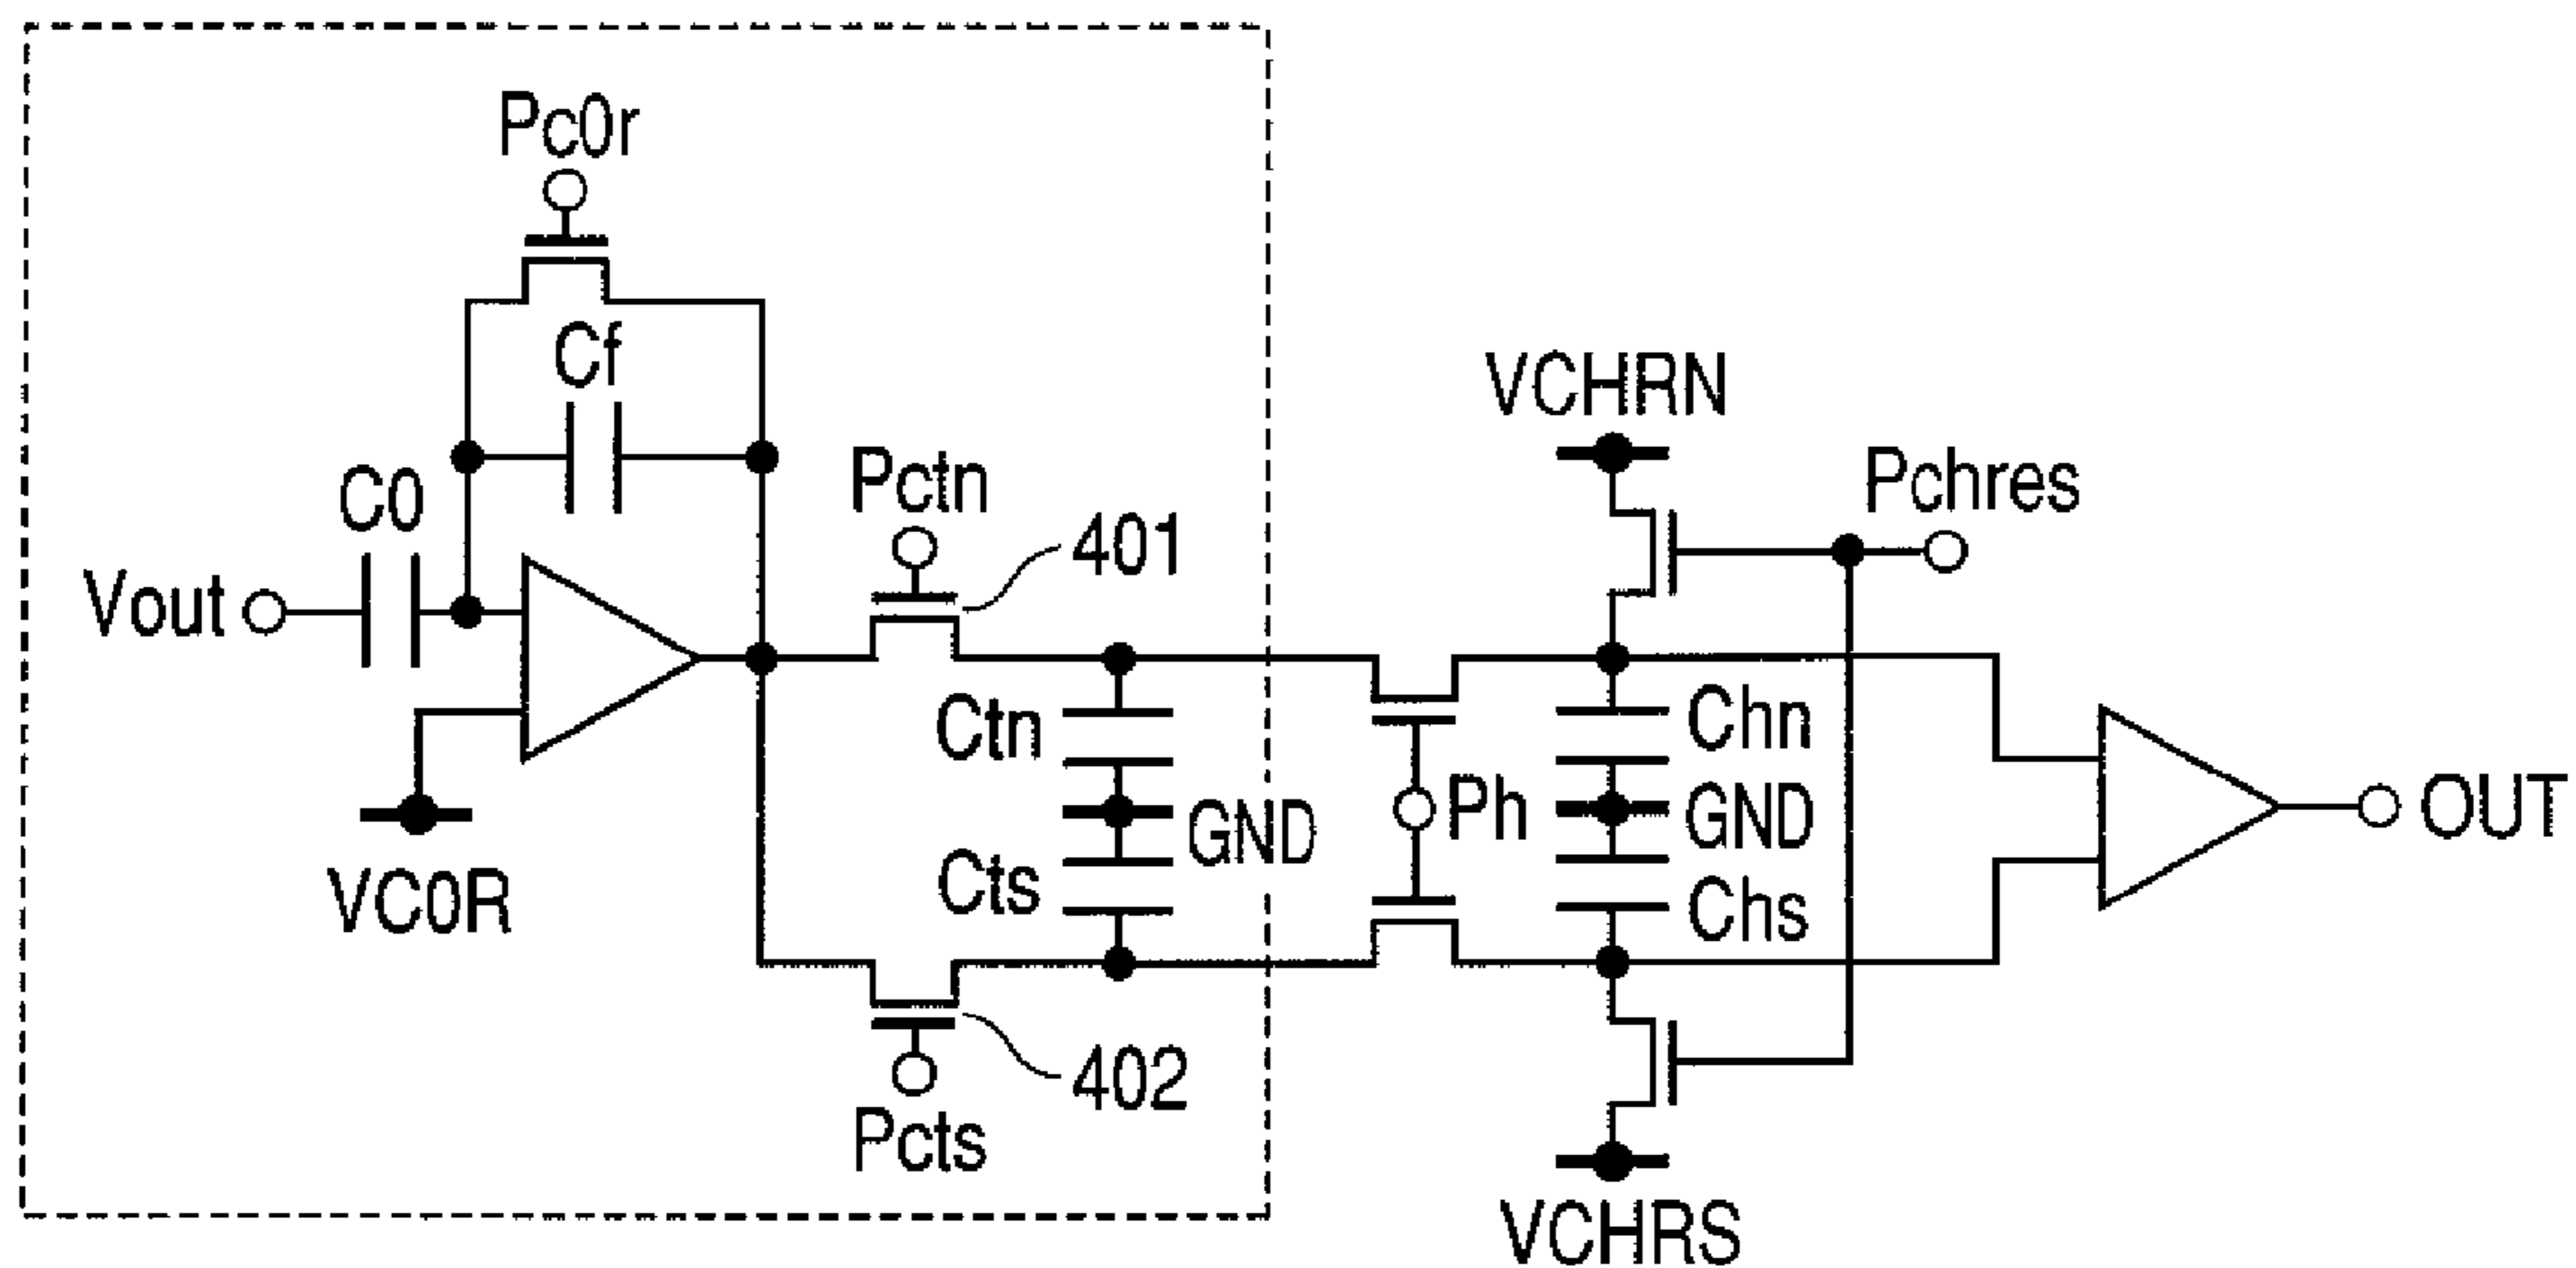 Pc0r
Cf
VCHRN
Pctn
Pchres
C0
401
Vout
Ctn
Chn
Ph
GND
GND
OUT
Cts
Chs
VC0R
402
Pcts
VCHRS